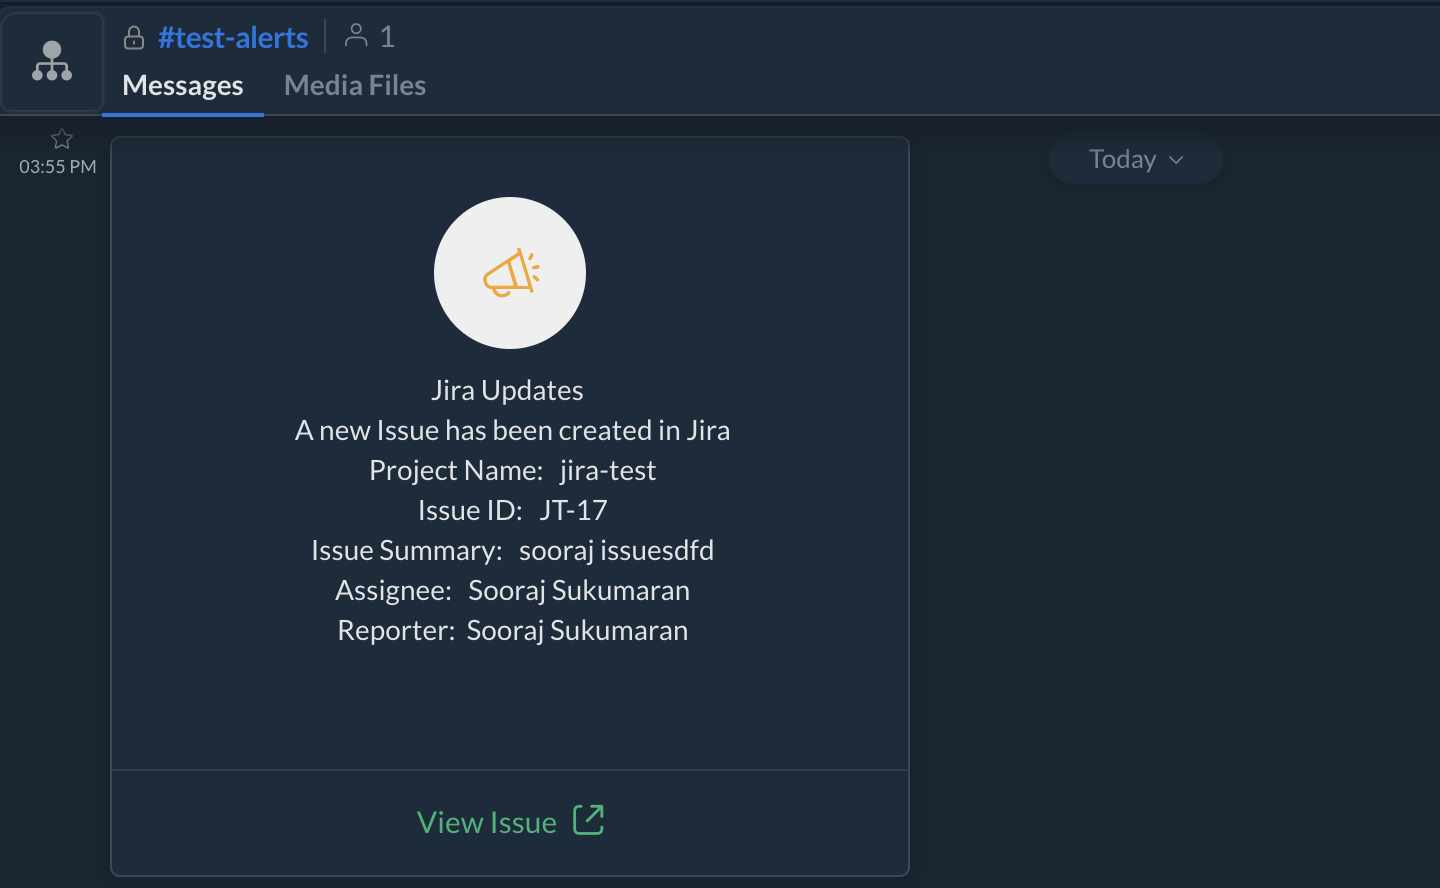 #test-alerts 1
Messages Media Files
03:55 PM
Today
Jira Updates
A new Issue has been created in Jira
Project Name: jira-test
Issue ID: JT-17
Issue Summary: sooraj issuesdfd
Assignee: Sooraj Sukumaran
Reporter: Sooraj Sukumaran
View Issue